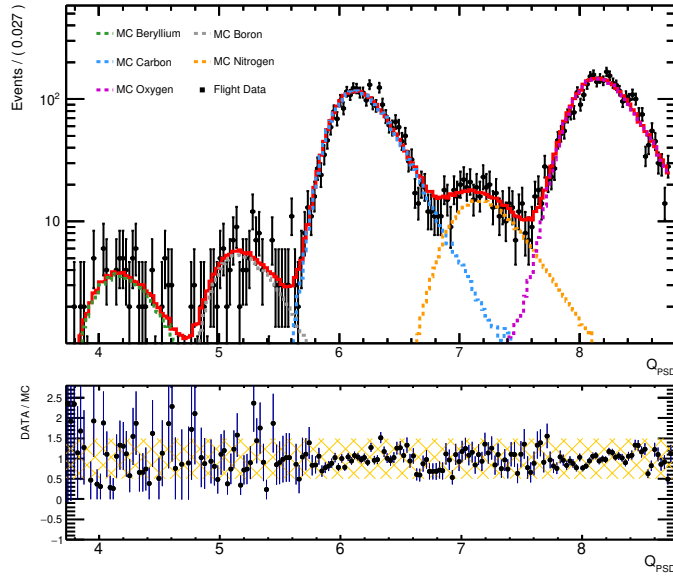 Events / ( 0.027)
10²
10
MC Beryllium
MC Boron
MC Carbon
MC Nitrogen
MC Oxygen
Flight Data
4 5 6 7 8
Q_PSD
DATA / MC
2.5
2
1.5
1
0.5
0
−0.5
−1
4 5 6 7 8
Q_PSD